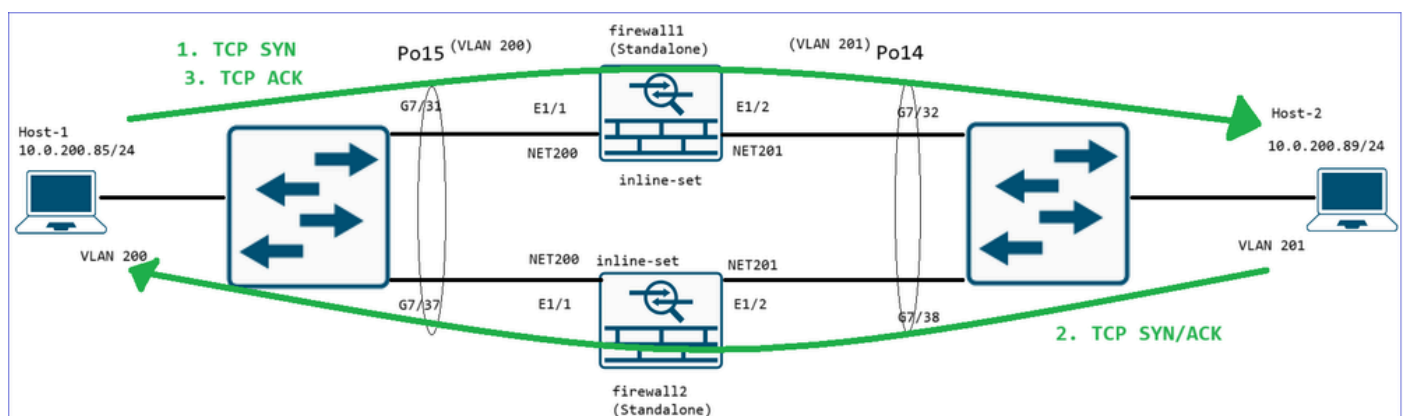 firewall1
(Standalone)
1. TCP SYN
3. TCP ACK
Po15 (VLAN 200)
(VLAN 201) Po14
G7/31
E1/1
E1/2
G7/32
Host-1
10.0.200.85/24
Host-2
10.0.200.89/24
NET200
NET201
inline-set
VLAN 200
VLAN 201
NET200
inline-set
NET201
G7/37
E1/1
E1/2
G7/38
2. TCP SYN/ACK
firewall2
(Standalone)